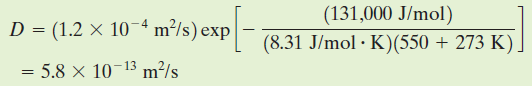 D = (1.2 × 10⁻⁴ m²/s) exp[− (131,000 J/mol) / (8.31 J/mol · K)(550 + 273 K)]
= 5.8 × 10⁻¹³ m²/s